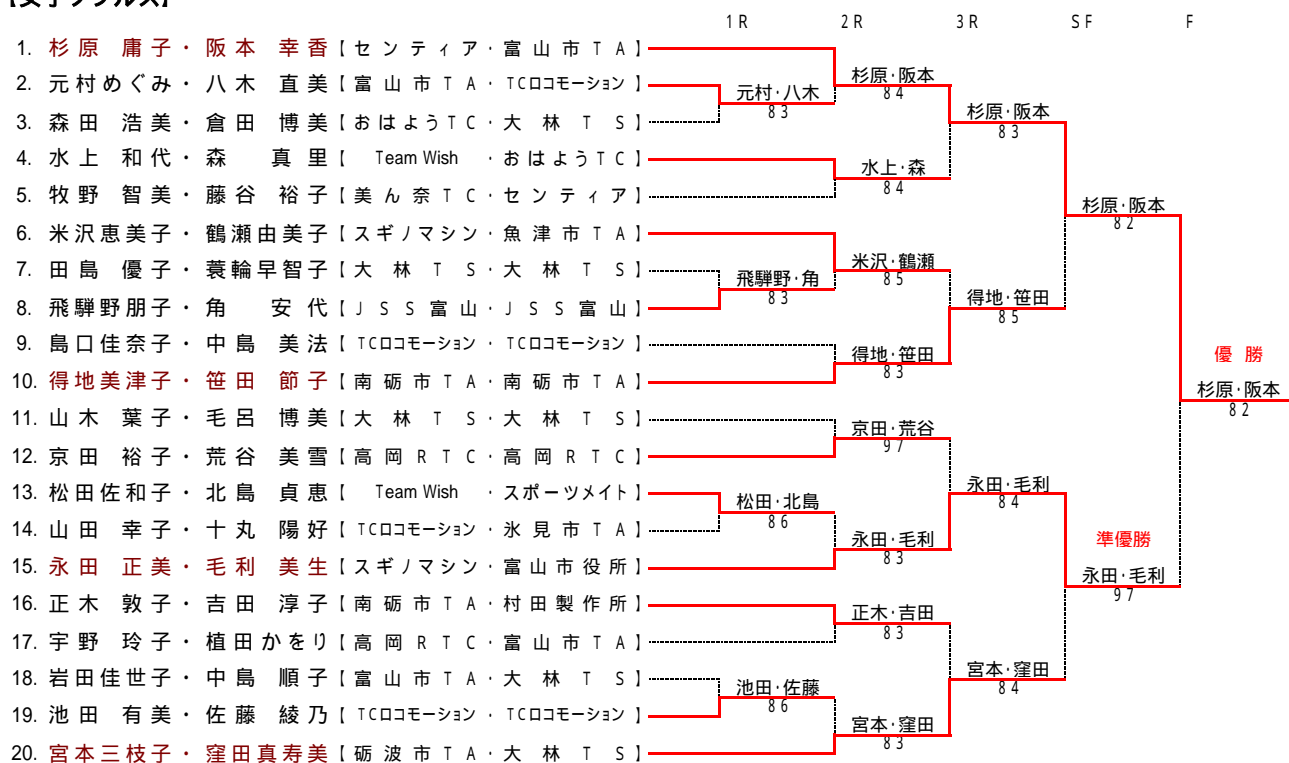 1R 2R 3R SF F
1. 杉原 庸子・阪本 幸香【センティア・富山市TA】
2. 元村めぐみ・八木 直美【富山市TA・TCロコモーション】
3. 森田 浩美・倉田 博美【おはようTC・大林TS】
4. 水上 和代・森 真里【Team Wish・おはようTC】
5. 牧野 智美・藤谷 裕子【美ん奈TC・センティア】
6. 米沢恵美子・鶴瀬由美子【スギノマシン・魚津市TA】
7. 田島 優子・蓑輪早智子【大林TS・大林TS】
8. 飛騨野朋子・角 安代【JSS富山・JSS富山】
9. 島口佳奈子・中島 美法【TCロコモーション・TCロコモーション】
10. 得地美津子・笹田 節子【南砺市TA・南砺市TA】
11. 山木 葉子・毛呂 博美【大林TS・大林TS】
12. 京田 裕子・荒谷 美雪【高岡RTC・高岡RTC】
13. 松田佐和子・北島 貞恵【Team Wish・スポーツメイト】
14. 山田 幸子・十丸 陽好【TCロコモーション・氷見市TA】
15. 永田 正美・毛利 美生【スギノマシン・富山市役所】
16. 正木 敦子・吉田 淳子【南砺市TA・村田製作所】
17. 宇野 玲子・植田かをり【高岡RTC・富山市TA】
18. 岩田佳世子・中島 順子【富山市TA・大林TS】
19. 池田 有美・佐藤 綾乃【TCロコモーション・TCロコモーション】
20. 宮本三枝子・窪田真寿美【砺波市TA・大林TS】
元村・八木
83
飛騨野・角
83
松田・北島
86
池田・佐藤
86
杉原・阪本
84
水上・森
84
米沢・鶴瀬
85
得地・笹田
83
京田・荒谷
97
永田・毛利
83
正木・吉田
83
宮本・窪田
83
杉原・阪本
83
得地・笹田
85
永田・毛利
84
宮本・窪田
84
杉原・阪本
82
準優勝
永田・毛利
97
優勝
杉原・阪本
82